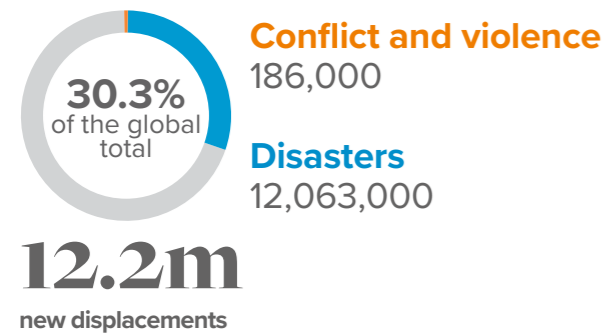 30.3%
of the global
total
Conflict and violence
186,000
Disasters
12,063,000
12.2m
new displacements